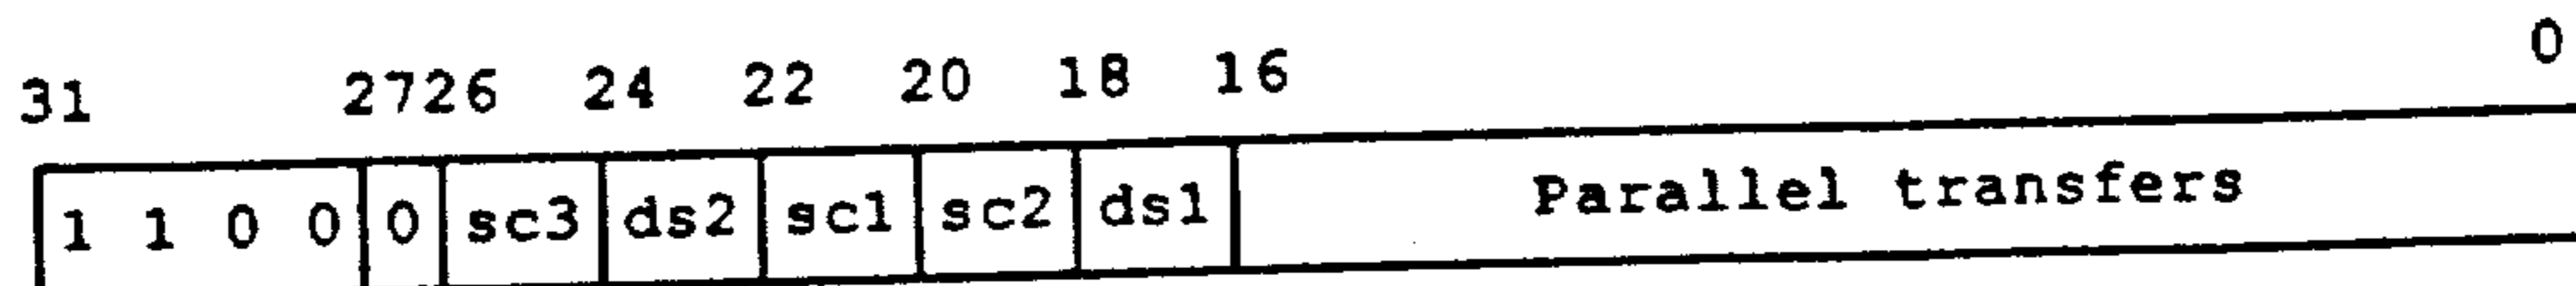 31 2726 24 22 20 18 16 0
1 1 0 0 0 sc3 ds2 sc1 sc2 ds1 Parallel transfers